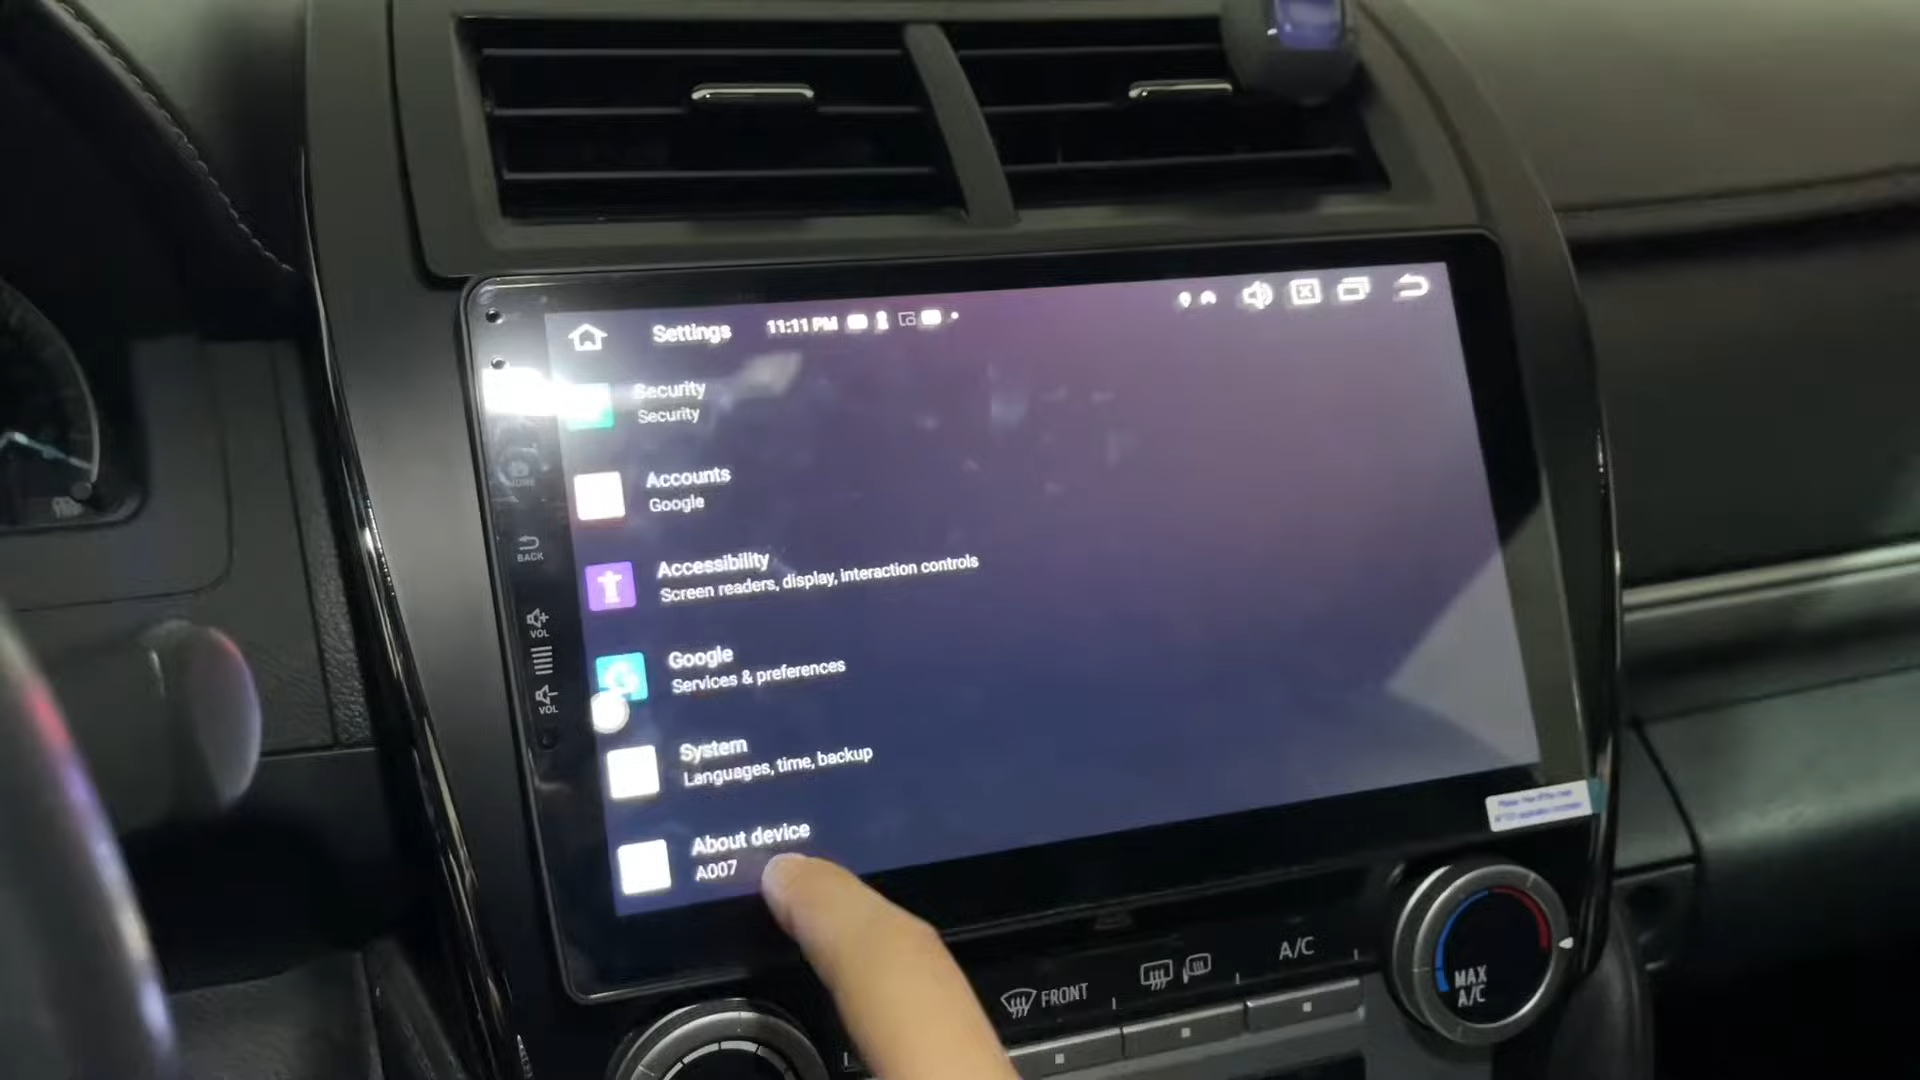 Settings
11:11 PM
Security
Security
Accounts
Google
Accessibility
Screen readers, display, interaction controls
Google
Services & preferences
System
Languages, time, backup
About device
A007
BACK
VOL
VOL
FRONT
A/C
MAX
A/C